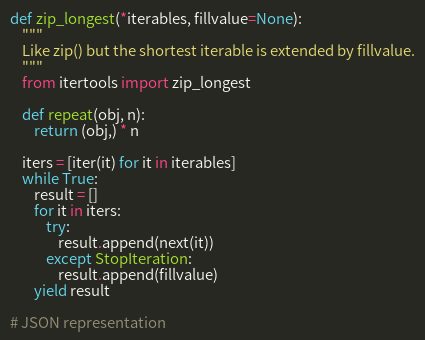 def zip_longest(*iterables, fillvalue=None):
    """
    Like zip() but the shortest iterable is extended by fillvalue.
    """
    from itertools import zip_longest

    def repeat(obj, n):
        return (obj,) * n

    iters = [iter(it) for it in iterables]
    while True:
        result = []
        for it in iters:
            try:
                result.append(next(it))
            except StopIteration:
                result.append(fillvalue)
        yield result

# JSON representation